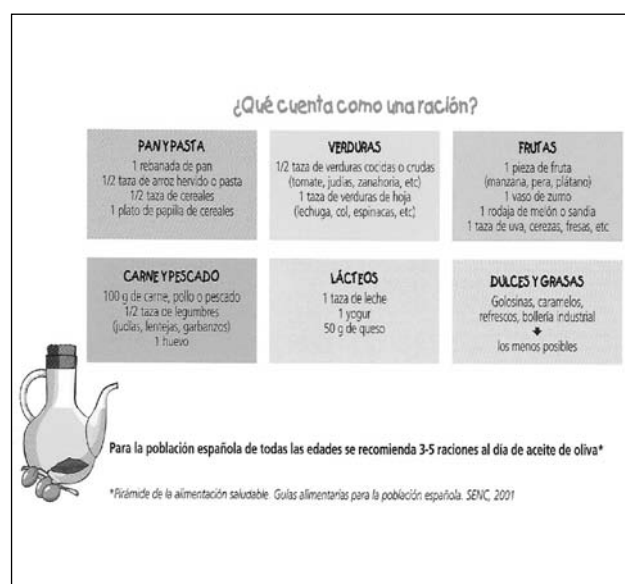 ¿Qué cuenta como una ración?
PAN Y PASTA
1 rebanada de pan
1/2 taza de arroz hervido o pasta
1/2 taza de cereales
1 plato de papilla de cereales
VERDURAS
1/2 taza de verduras cocidas o crudas
(tomate, judías, zanahoria, etc)
1 taza de verduras de hoja
(lechuga, col, espinacas, etc)
FRUTAS
1 pieza de fruta
(manzana, pera, plátano)
1 vaso de zumo
1 rodaja de melón o sandía
1 taza de uva, cerezas, fresas, etc
CARNE Y PESCADO
100 g de carne, pollo o pescado
1/2 taza de legumbres
(judías, lentejas, garbanzos)
1 huevo
LÁCTEOS
1 taza de leche
1 yogur
50 g de queso
DULCES Y GRASAS
Golosinas, caramelos,
refrescos, bollería industrial
los menos posibles
Para la población española de todas las edades se recomienda 3-5 raciones al día de aceite de oliva*
*Pirámide de la alimentación saludable. Guías alimentarias para la población española. SENC, 2001